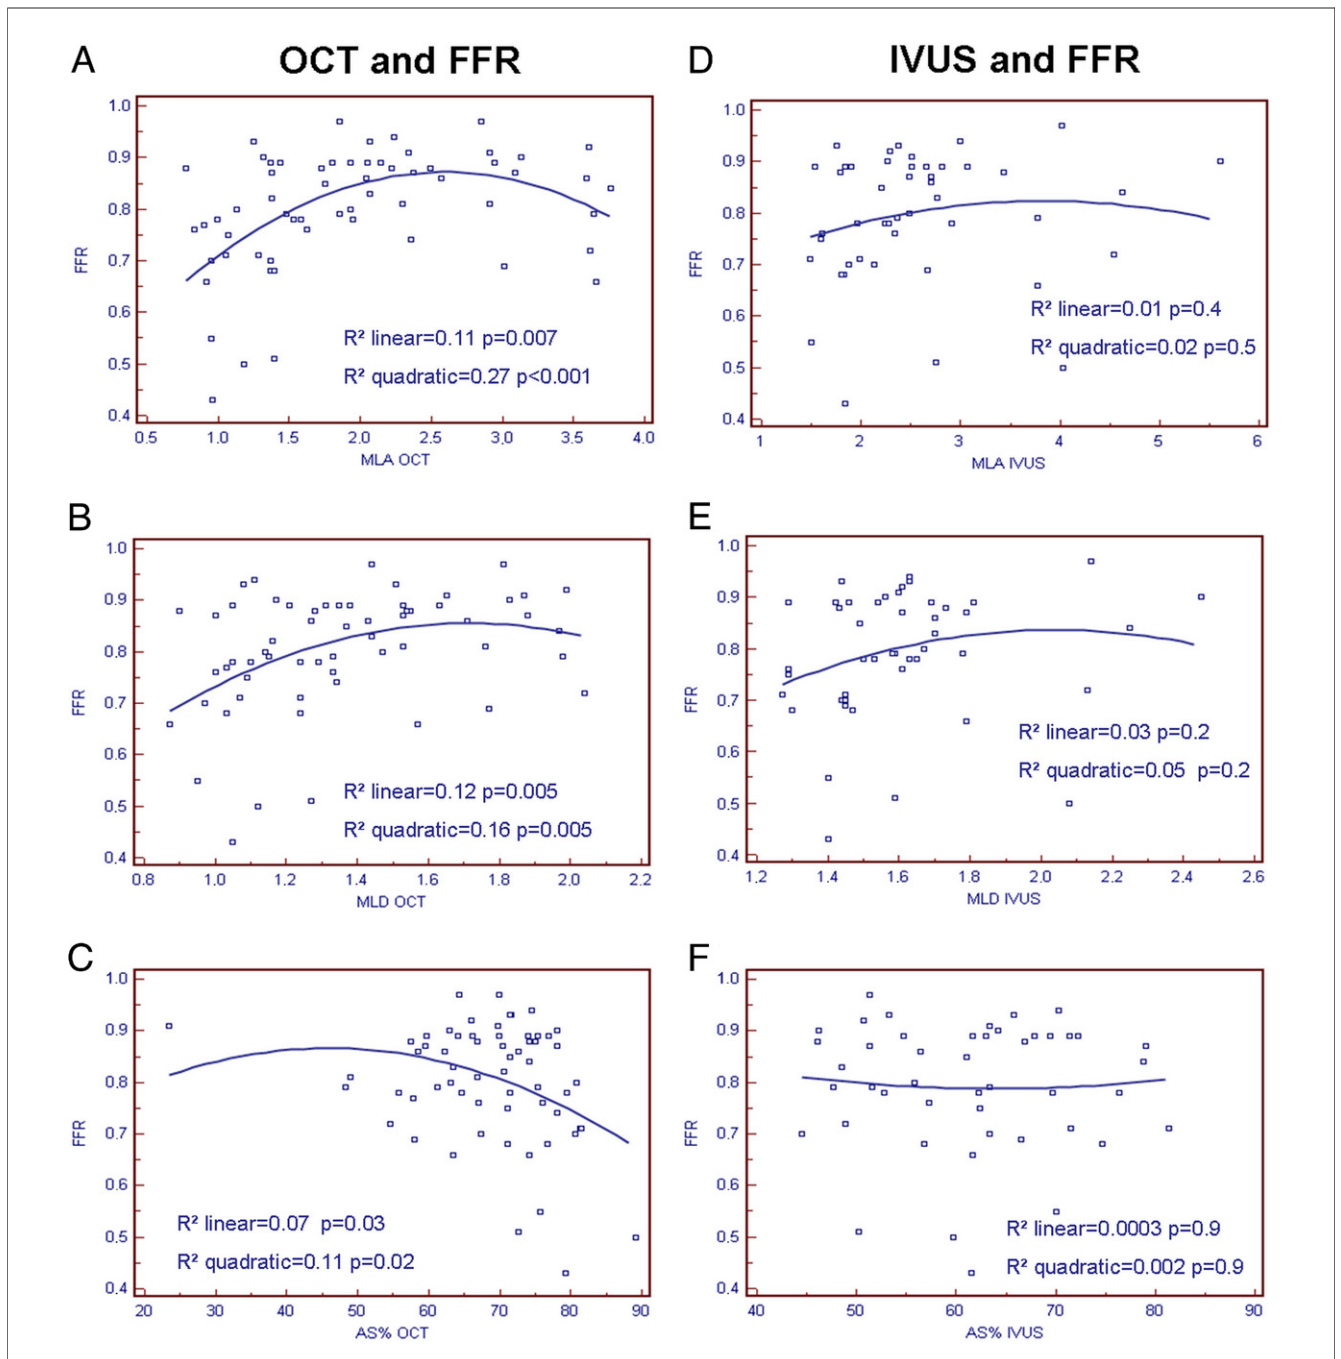 A
OCT and FFR
D
IVUS and FFR
1.0
0.9
0.8
0.7
0.6
0.5
0.4
FFR
R² linear=0.11 p=0.007
R² quadratic=0.27 p<0.001
0.5 1.0 1.5 2.0 2.5 3.0 3.5 4.0
MLA OCT
1.0
0.9
0.8
0.7
0.6
0.5
0.4
FFR
R² linear=0.01 p=0.4
R² quadratic=0.02 p=0.5
1 2 3 4 5 6
MLA IVUS
B
1.0
0.9
0.8
0.7
0.6
0.5
0.4
FFR
R² linear=0.12 p=0.005
R² quadratic=0.16 p=0.005
0.8 1.0 1.2 1.4 1.6 1.8 2.0 2.2
MLD OCT
E
1.0
0.9
0.8
0.7
0.6
0.5
0.4
FFR
R² linear=0.03 p=0.2
R² quadratic=0.05 p=0.2
1.2 1.4 1.6 1.8 2.0 2.2 2.4 2.6
MLD IVUS
C
1.0
0.9
0.8
0.7
0.6
0.5
0.4
FFR
R² linear=0.07 p=0.03
R² quadratic=0.11 p=0.02
20 30 40 50 60 70 80 90
AS% OCT
F
1.0
0.9
0.8
0.7
0.6
0.5
0.4
FFR
R² linear=0.0003 p=0.9
R² quadratic=0.002 p=0.9
40 50 60 70 80 90
AS% IVUS